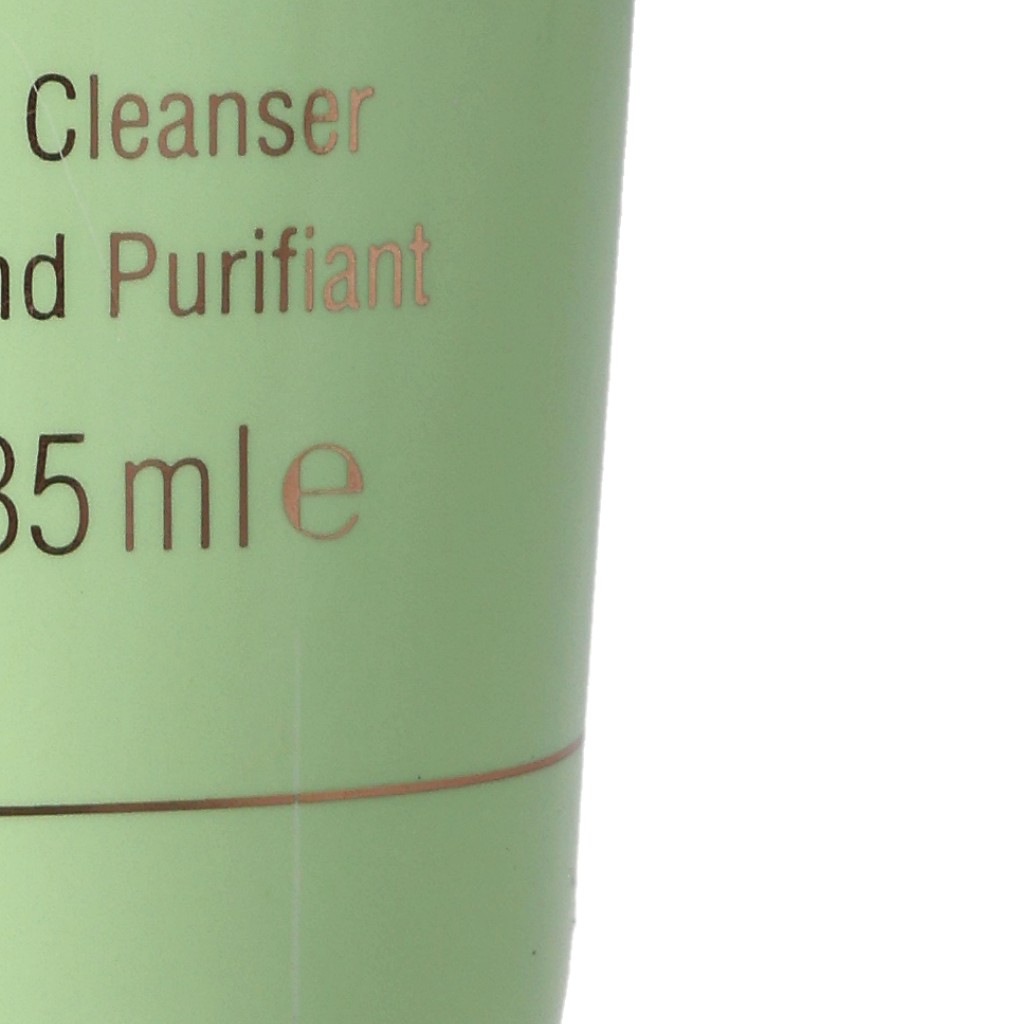 Cleanser
nd Purifiant
35 ml ℮